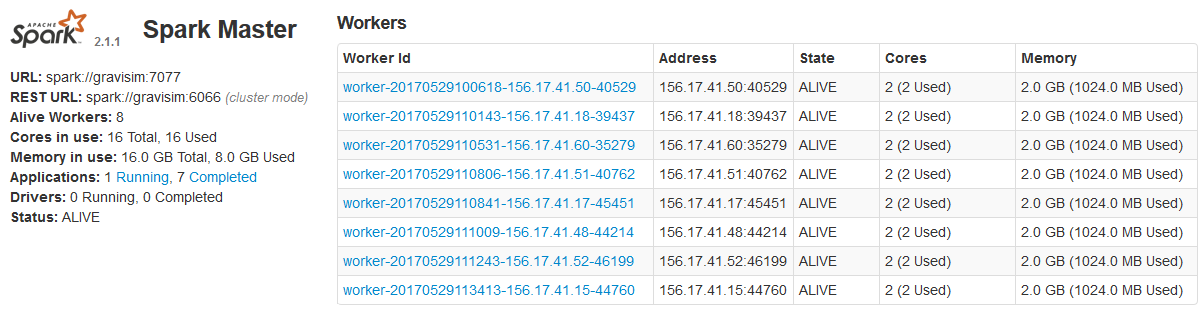 APACHE
Spark 2.1.1 Spark Master
URL: spark://gravisim:7077
REST URL: spark://gravisim:6066 (cluster mode)
Alive Workers: 8
Cores in use: 16 Total, 16 Used
Memory in use: 16.0 GB Total, 8.0 GB Used
Applications: 1 Running, 7 Completed
Drivers: 0 Running, 0 Completed
Status: ALIVE
Workers
Worker Id Address State Cores Memory
worker-20170529100618-156.17.41.50-40529 156.17.41.50:40529 ALIVE 2 (2 Used) 2.0 GB (1024.0 MB Used)
worker-20170529110143-156.17.41.18-39437 156.17.41.18:39437 ALIVE 2 (2 Used) 2.0 GB (1024.0 MB Used)
worker-20170529110531-156.17.41.60-35279 156.17.41.60:35279 ALIVE 2 (2 Used) 2.0 GB (1024.0 MB Used)
worker-20170529110806-156.17.41.51-40762 156.17.41.51:40762 ALIVE 2 (2 Used) 2.0 GB (1024.0 MB Used)
worker-20170529110841-156.17.41.17-45451 156.17.41.17:45451 ALIVE 2 (2 Used) 2.0 GB (1024.0 MB Used)
worker-20170529111009-156.17.41.48-44214 156.17.41.48:44214 ALIVE 2 (2 Used) 2.0 GB (1024.0 MB Used)
worker-20170529111243-156.17.41.52-46199 156.17.41.52:46199 ALIVE 2 (2 Used) 2.0 GB (1024.0 MB Used)
worker-20170529113413-156.17.41.15-44760 156.17.41.15:44760 ALIVE 2 (2 Used) 2.0 GB (1024.0 MB Used)